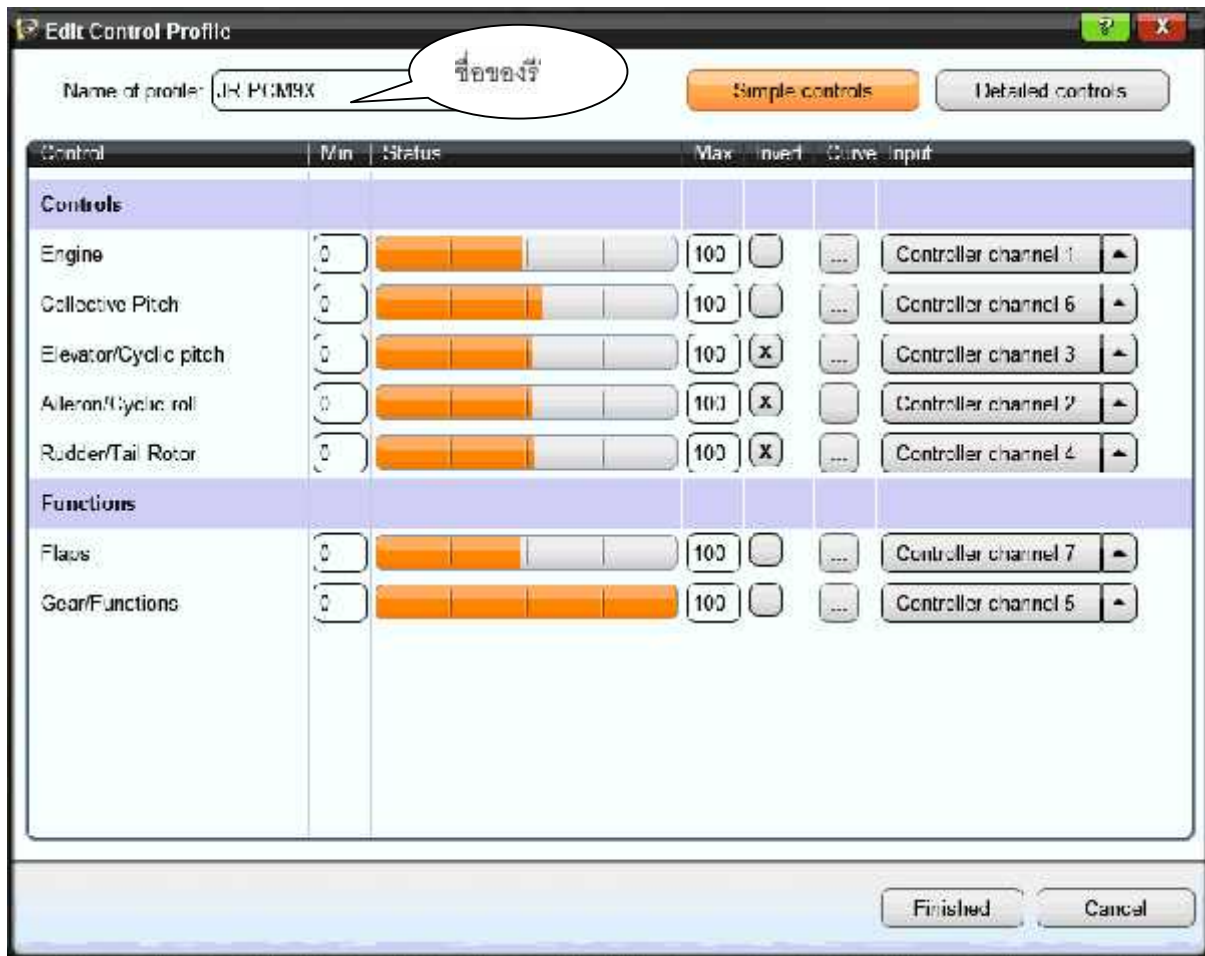 Edit Control Profile
? X
Name of profile: JR PCM9X
ชื่อของรี
Simple controls Detailed controls
Control Min Status Max Invert Curve Input
Controls
Engine 0 100 ... Controller channel 1
Collective Pitch 0 100 ... Controller channel 6
Elevator/Cyclic pitch 0 100 x ... Controller channel 3
Aileron/Cyclic roll 0 100 x Controller channel 2
Rudder/Tail Rotor 0 100 x ... Controller channel 4
Functions
Flaps 0 100 ... Controller channel 7
Gear/Functions 0 100 ... Controller channel 5
Finished Cancel